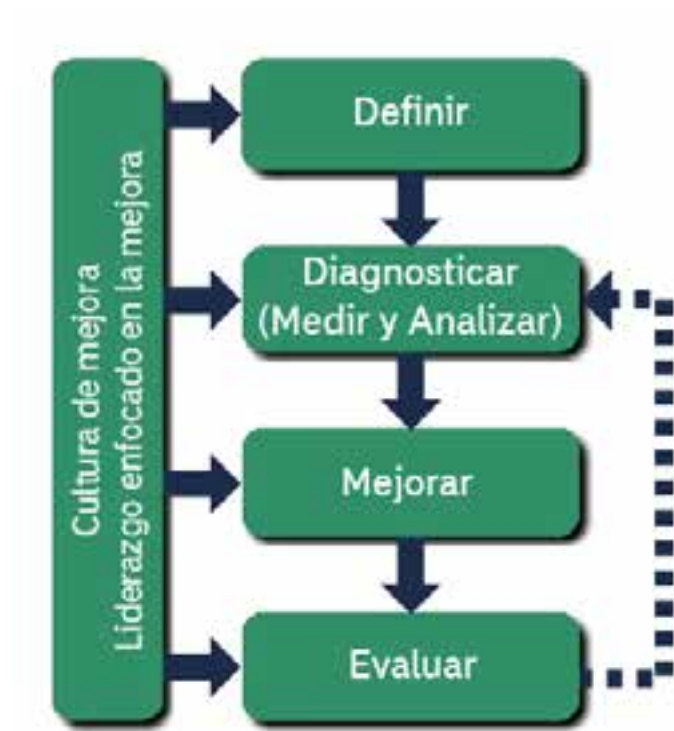 Cultura de mejora
Liderazgo enfocado en la mejora
Definir
Diagnosticar
(Medir y Analizar)
Mejorar
Evaluar